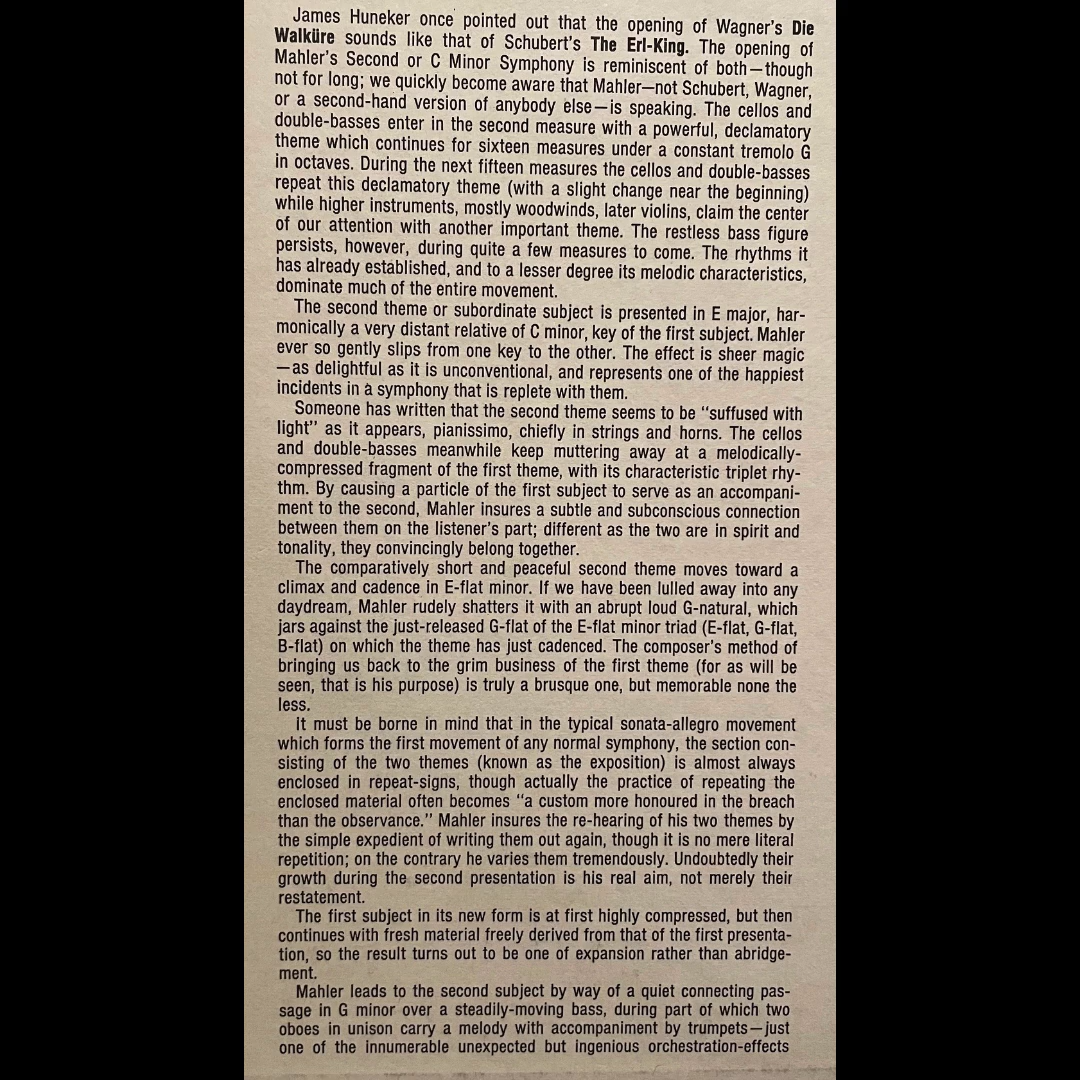 James Huneker once pointed out that the opening of Wagner's Die
Walküre sounds like that of Schubert's The Erl-King. The opening of
Mahler's Second or C Minor Symphony is reminiscent of both—though
not for long; we quickly become aware that Mahler—not Schubert, Wagner,
or a second-hand version of anybody else—is speaking. The cellos and
double-basses enter in the second measure with a powerful, declamatory
theme which continues for sixteen measures under a constant tremolo G
in octaves. During the next fifteen measures the cellos and double-basses
repeat this declamatory theme (with a slight change near the beginning)
while higher instruments, mostly woodwinds, later violins, claim the center
of our attention with another important theme. The restless bass figure
persists, however, during quite a few measures to come. The rhythms it
has already established, and to a lesser degree its melodic characteristics,
dominate much of the entire movement.
The second theme or subordinate subject is presented in E major, har-
monically a very distant relative of C minor, key of the first subject. Mahler
ever so gently slips from one key to the other. The effect is sheer magic
—as delightful as it is unconventional, and represents one of the happiest
incidents in a symphony that is replete with them.
Someone has written that the second theme seems to be "suffused with
light" as it appears, pianissimo, chiefly in strings and horns. The cellos
and double-basses meanwhile keep muttering away at a melodically-
compressed fragment of the first theme, with its characteristic triplet rhy-
thm. By causing a particle of the first subject to serve as an accompani-
ment to the second, Mahler insures a subtle and subconscious connection
between them on the listener's part; different as the two are in spirit and
tonality, they convincingly belong together.
The comparatively short and peaceful second theme moves toward a
climax and cadence in E-flat minor. If we have been lulled away into any
daydream, Mahler rudely shatters it with an abrupt loud G-natural, which
jars against the just-released G-flat of the E-flat minor triad (E-flat, G-flat,
B-flat) on which the theme has just cadenced. The composer's method of
bringing us back to the grim business of the first theme (for as will be
seen, that is his purpose) is truly a brusque one, but memorable none the
less.
It must be borne in mind that in the typical sonata-allegro movement
which forms the first movement of any normal symphony, the section con-
sisting of the two themes (known as the exposition) is almost always
enclosed in repeat-signs, though actually the practice of repeating the
enclosed material often becomes "a custom more honoured in the breach
than the observance." Mahler insures the re-hearing of his two themes by
the simple expedient of writing them out again, though it is no mere literal
repetition; on the contrary he varies them tremendously. Undoubtedly their
growth during the second presentation is his real aim, not merely their
restatement.
The first subject in its new form is at first highly compressed, but then
continues with fresh material freely derived from that of the first presenta-
tion, so the result turns out to be one of expansion rather than abridge-
ment.
Mahler leads to the second subject by way of a quiet connecting pas-
sage in G minor over a steadily-moving bass, during part of which two
oboes in unison carry a melody with accompaniment by trumpets—just
one of the innumerable unexpected but ingenious orchestration-effects